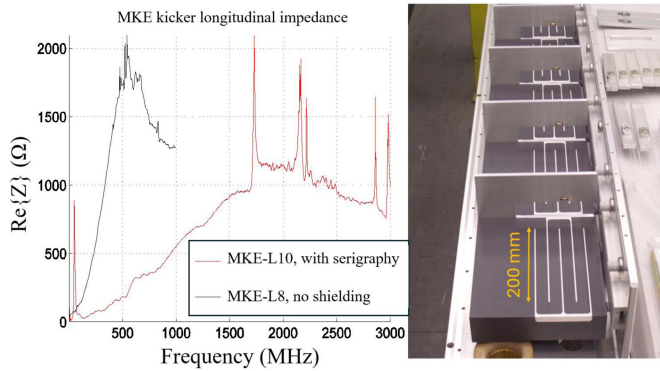 MKE kicker longitudinal impedance
2000
1500
1000
500
0
Re{Z} (Ω)
MKE-L10, with serigraphy
MKE-L8, no shielding
500 1000 1500 2000 2500 3000
Frequency (MHz)
200 mm